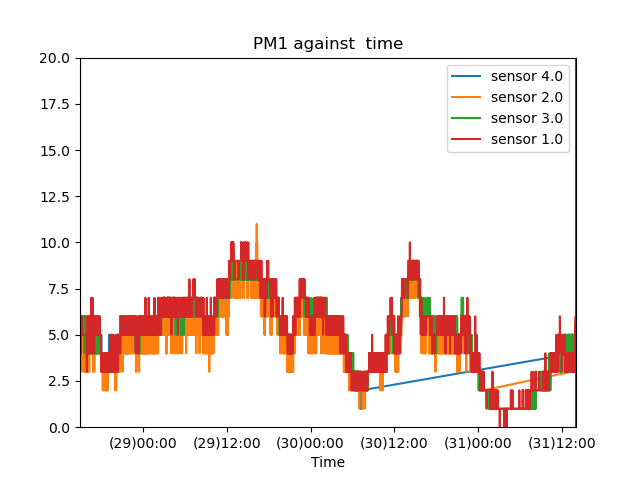 PM1 against  time
20.0
17.5
15.0
12.5
10.0
7.5
5.0
2.5
0.0
sensor 4.0
sensor 2.0
sensor 3.0
sensor 1.0
(29)00:00 (29)12:00 (30)00:00 (30)12:00 (31)00:00 (31)12:00
Time